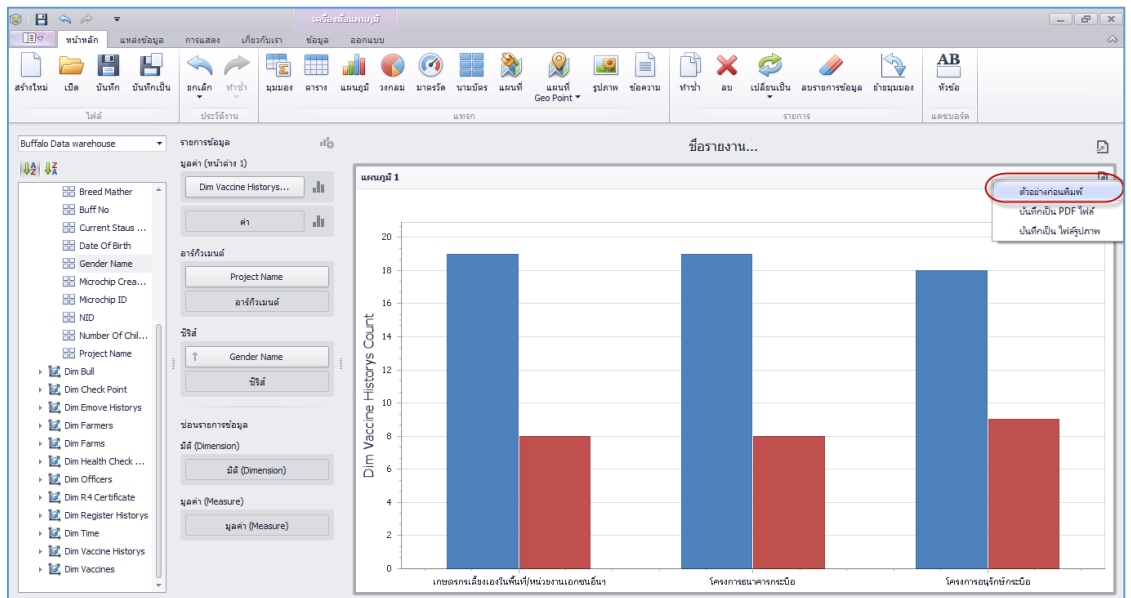 เครื่องมือแผนภูมิ
หน้าหลัก แหล่งข้อมูล การแสดง เกี่ยวกับเรา ข้อมูล ออกแบบ
สร้างใหม่ เปิด บันทึก บันทึกเป็น ยกเลิก ทำซ้ำ มุมมอง ตาราง แผนภูมิ วงกลม มาตรวัด นามบัตร แผนที่ แผนที่ Geo Point รูปภาพ ข้อความ ทำซ้ำ ลบ เปลี่ยนเป็น ลบรายการข้อมูล ย้ายมุมมอง AB หัวข้อ
ไฟล์ ประวัติงาน แทรก รายการ แดชบอร์ด
Buffalo Data warehouse
Breed Mather
Buff No
Current Staus ...
Date Of Birth
Gender Name
Microchip Crea...
Microchip ID
NID
Number Of Chil...
Project Name
Dim Bull
Dim Check Point
Dim Emove Historys
Dim Farmers
Dim Farms
Dim Health Check ...
Dim Officers
Dim R4 Certificate
Dim Register Historys
Dim Time
Dim Vaccine Historys
Dim Vaccines
รายการข้อมูล
มูลค่า (หน้าต่าง 1)
Dim Vaccine Historys...
ค่า
อาร์กิวเมนต์
Project Name
อาร์กิวเมนต์
ซีรีส์
Gender Name
ซีรีส์
ซ่อนรายการข้อมูล
มิติ (Dimension)
มิติ (Dimension)
มูลค่า (Measure)
มูลค่า (Measure)
ชื่อรายงาน...
แผนภูมิ 1
ตัวอย่างก่อนพิมพ์
บันทึกเป็น PDF ไฟล์
บันทึกเป็น ไฟล์รูปภาพ
Dim Vaccine Historys Count
20
18
16
14
12
10
8
6
4
2
0
เกษตรกรเลี้ยงเองในพื้นที่/หน่วยงานเอกชนอื่นๆ โครงการธนาคารกระบือ โครงการอนุรักษ์กระบือ